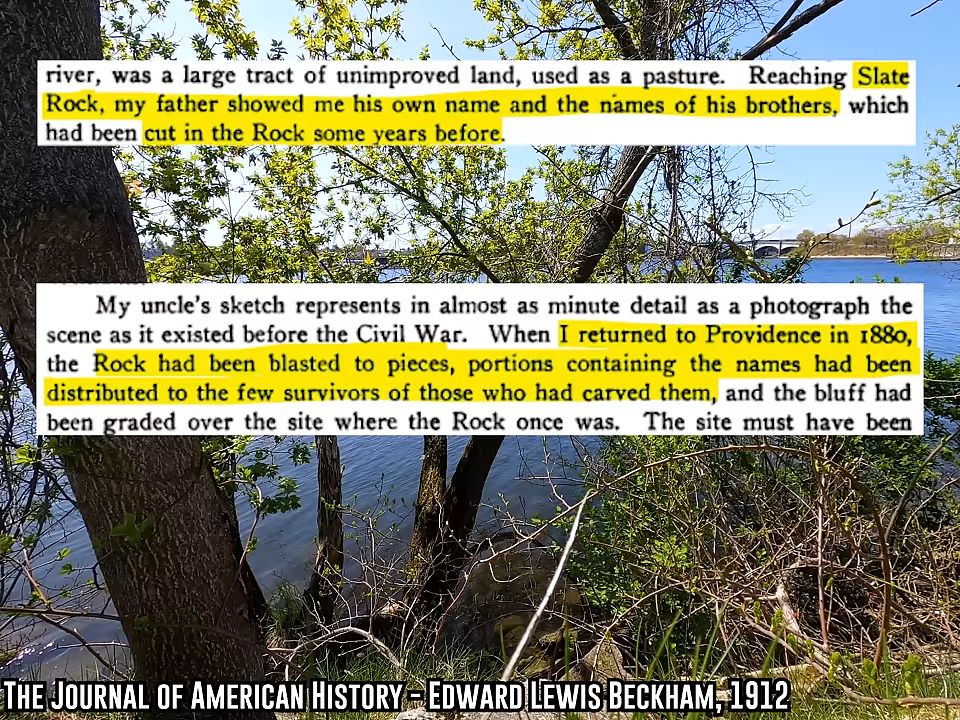 river, was a large tract of unimproved land, used as a pasture. Reaching Slate
Rock, my father showed me his own name and the names of his brothers, which
had been cut in the Rock some years before.
My uncle's sketch represents in almost as minute detail as a photograph the
scene as it existed before the Civil War. When I returned to Providence in 1880,
the Rock had been blasted to pieces, portions containing the names had been
distributed to the few survivors of those who had carved them, and the bluff had
been graded over the site where the Rock once was. The site must have been
THE JOURNAL OF AMERICAN HISTORY - EDWARD LEWIS BECKHAM, 1912